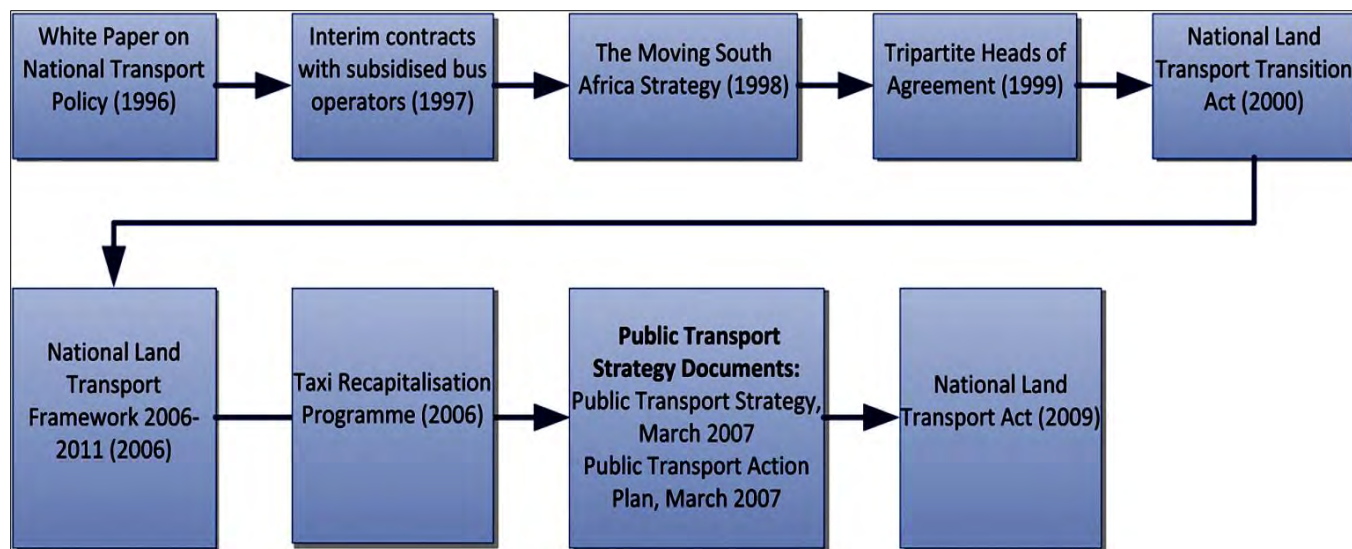 White Paper on
National Transport
Policy (1996)
Interim contracts
with subsidised bus
operators (1997)
The Moving South
Africa Strategy (1998)
Tripartite Heads of
Agreement (1999)
National Land
Transport Transition
Act (2000)
National Land
Transport
Framework 2006-
2011 (2006)
Taxi Recapitalisation
Programme (2006)
Public Transport
Strategy Documents:
Public Transport Strategy,
March 2007
Public Transport Action
Plan, March 2007
National Land
Transport Act (2009)